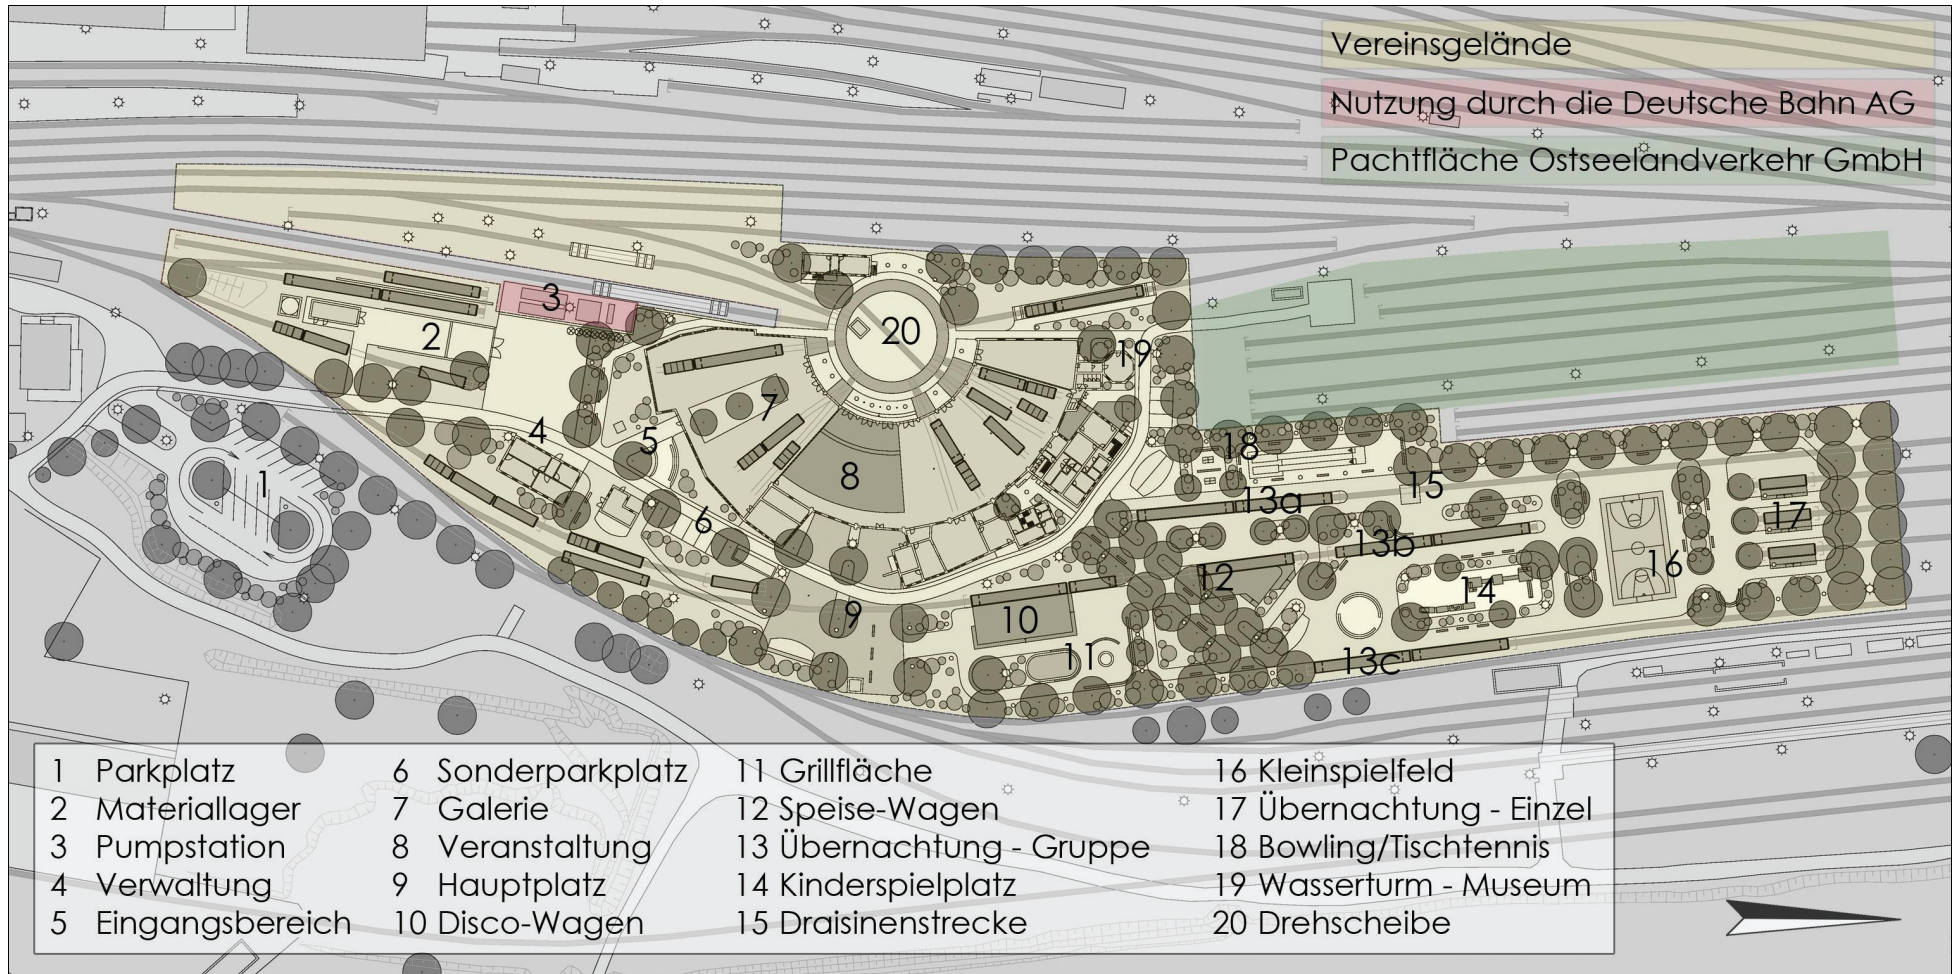 Vereinsgelände
Nutzung durch die Deutsche Bahn AG
Pachtfläche Ostseelandverkehr GmbH
3
2
20
19
7
4
5
8
18
1
6
13a
15
13b
17
12
16
14
9
10
11
13c
1 Parkplatz
2 Materiallager
3 Pumpstation
4 Verwaltung
5 Eingangsbereich
6 Sonderparkplatz
7 Galerie
8 Veranstaltung
9 Hauptplatz
10 Disco-Wagen
11 Grillfläche
12 Speise-Wagen
13 Übernachtung - Gruppe
14 Kinderspielplatz
15 Draisinenstrecke
16 Kleinspielfeld
17 Übernachtung - Einzel
18 Bowling/Tischtennis
19 Wasserturm - Museum
20 Drehscheibe